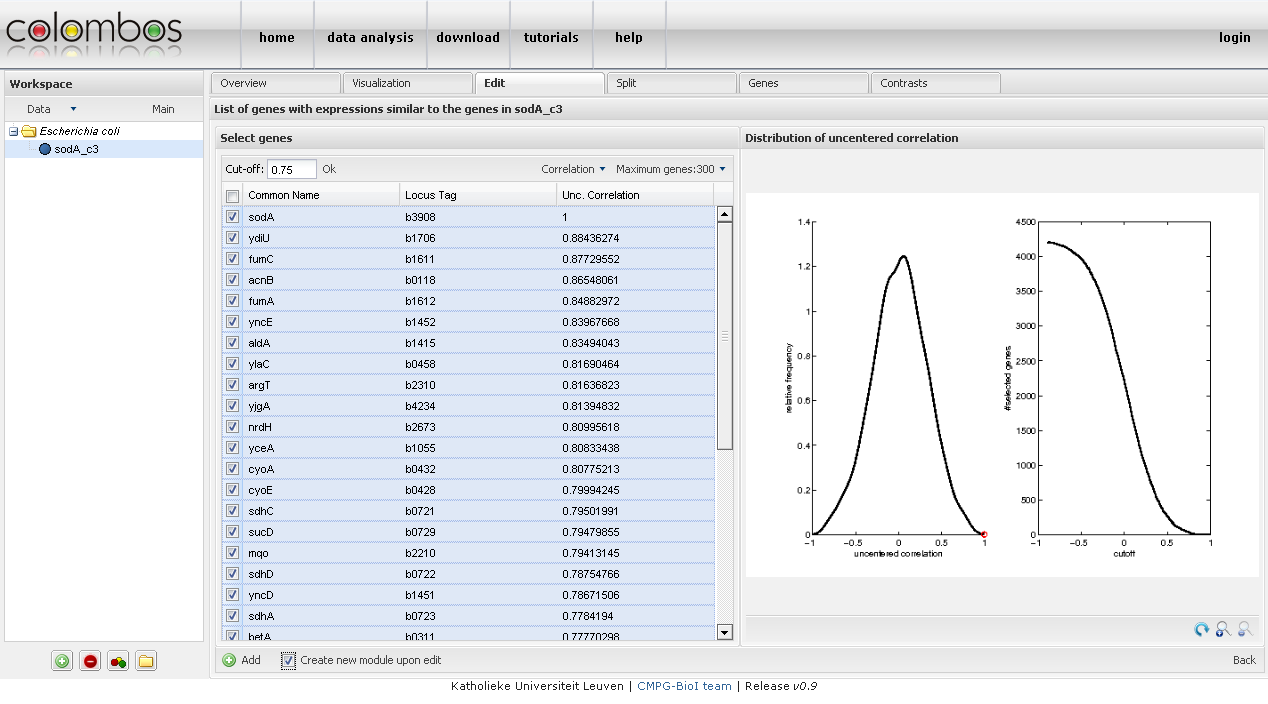 colombos
home
data analysis
download
tutorials
help
login
Workspace
Data
Main
Escherichia coli
sodA_c3
Overview
Visualization
Edit
Split
Genes
Contrasts
List of genes with expressions similar to the genes in sodA_c3
Select genes
Cut-off: 0.75 Ok Correlation Maximum genes:300
Common Name Locus Tag Unc. Correlation
sodA b3908 1
ydiU b1706 0.88436274
fumC b1611 0.87729552
acnB b0118 0.86548061
fumA b1612 0.84882972
yncE b1452 0.83967668
aldA b1415 0.83494043
ylaC b0458 0.81690464
argT b2310 0.81636823
yjgA b4234 0.81394832
nrdH b2673 0.80995618
yceA b1055 0.80833438
cyoA b0432 0.80775213
cyoE b0428 0.79994245
sdhC b0721 0.79501991
sucD b0729 0.79479855
mqo b2210 0.79413145
sdhD b0722 0.78754766
yncD b1451 0.78671506
sdhA b0723 0.7784194
betA b0311 0.77770298
Add
Create new module upon edit
Distribution of uncentered correlation
1.4
1.2
1
0.8
0.6
0.4
0.2
0
-1 -0.5 0 0.5 1
relative frequency
uncentered correlation
4500
4000
3500
3000
2500
2000
1500
1000
500
0
-1 -0.5 0 0.5 1
#selected genes
cutoff
Back
Katholieke Universiteit Leuven | CMPG-BioI team | Release v0.9